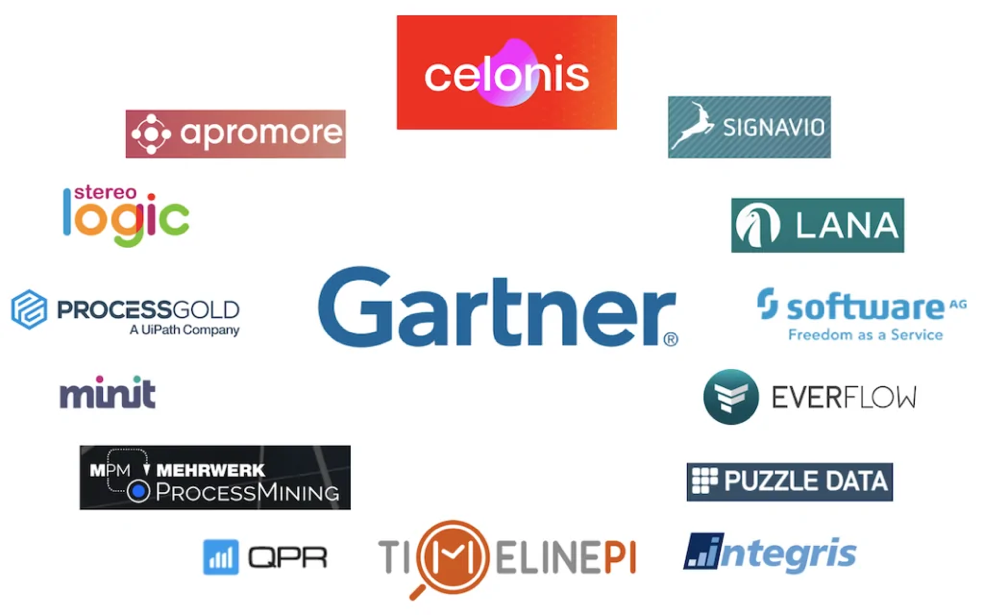 celonis
apromore
SIGNAVIO
stereo
logic
LANA
Gartner®
PROCESSGOLD
A UiPath Company
software AG
Freedom as a Service
minit
EVERFLOW
MPM MEHRWERK
PROCESSMINING
PUZZLE DATA
QPR
TIMELINEPI
integris